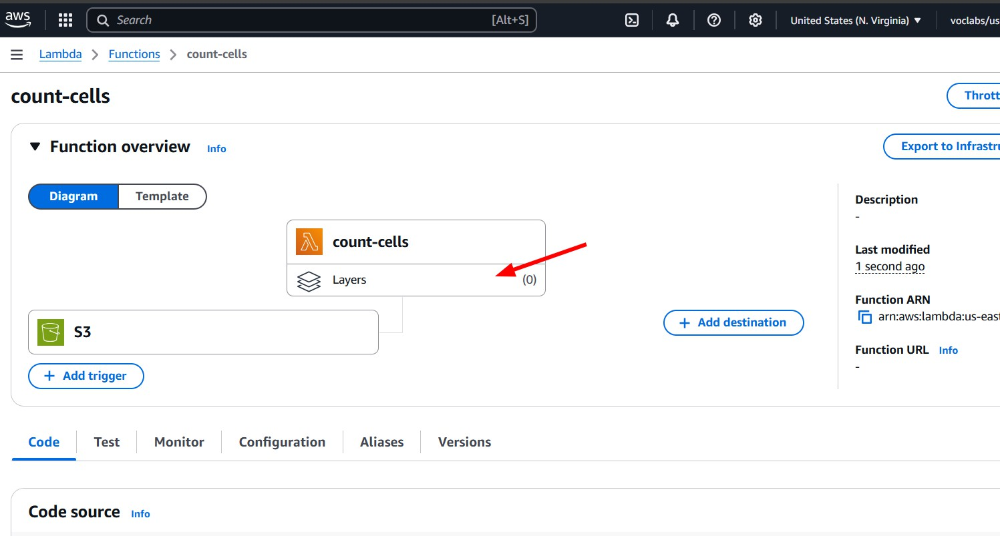 aws
Search [Alt+S]
United States (N. Virginia)
voclabs/us
Lambda
Functions
count-cells
count-cells
Thrott
Function overview
Info
Export to Infrastru
Diagram
Template
count-cells
Layers
(0)
S3
Add trigger
Add destination
Description
-
Last modified
1 second ago
Function ARN
arn:aws:lambda:us-east
Function URL Info
-
Code
Test
Monitor
Configuration
Aliases
Versions
Code source
Info